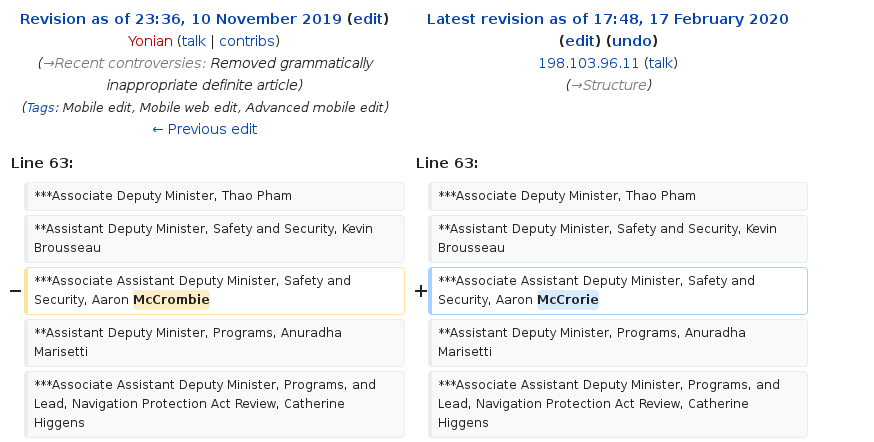 Revision as of 23:36, 10 November 2019 (edit)
Yonian (talk | contribs)
(→Recent controversies: Removed grammatically
inappropriate definite article)
(Tags: Mobile edit, Mobile web edit, Advanced mobile edit)
← Previous edit
Latest revision as of 17:48, 17 February 2020
(edit) (undo)
198.103.96.11 (talk)
(→Structure)
Line 63:
Line 63:
***Associate Deputy Minister, Thao Pham
***Associate Deputy Minister, Thao Pham
**Assistant Deputy Minister, Safety and Security, Kevin
Brousseau
**Assistant Deputy Minister, Safety and Security, Kevin
Brousseau
− ***Associate Assistant Deputy Minister, Safety and
Security, Aaron McCrombie
+ ***Associate Assistant Deputy Minister, Safety and
Security, Aaron McCrorie
**Assistant Deputy Minister, Programs, Anuradha
Marisetti
**Assistant Deputy Minister, Programs, Anuradha
Marisetti
***Associate Assistant Deputy Minister, Programs, and
Lead, Navigation Protection Act Review, Catherine
Higgens
***Associate Assistant Deputy Minister, Programs, and
Lead, Navigation Protection Act Review, Catherine
Higgens